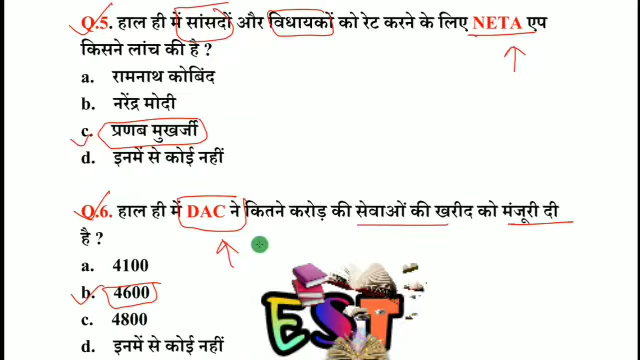 Q.5. हाल ही में सांसदों और विधायकों को रेट करने के लिए NETA एप
किसने लांच की है ?
a. रामनाथ कोबिंद
b. नरेंद्र मोदी
c. प्रणब मुखर्जी
d. इनमें से कोई नहीं
Q.6. हाल ही में DAC ने कितने करोड़ की सेवाओं की खरीद को मंजूरी दी
है ?
a. 4100
b. 4600
c. 4800
d. इनमें से कोई नहीं
EST